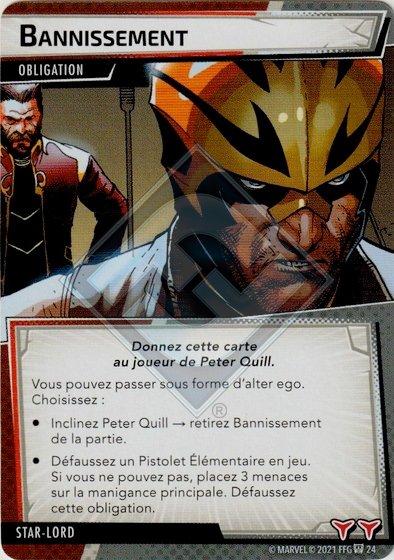 BANNISSEMENT
OBLIGATION
Donnez cette carte
au joueur de Peter Quill.
Vous pouvez passer sous forme d'alter ego.
Choisissez :
• Inclinez Peter Quill → retirez Bannissement
de la partie.
• Défaussez un Pistolet Élémentaire en jeu.
Si vous ne pouvez pas, placez 3 menaces
sur la manigance principale. Défaussez
cette obligation.
STAR-LORD
© MARVEL © 2021 FFG 24